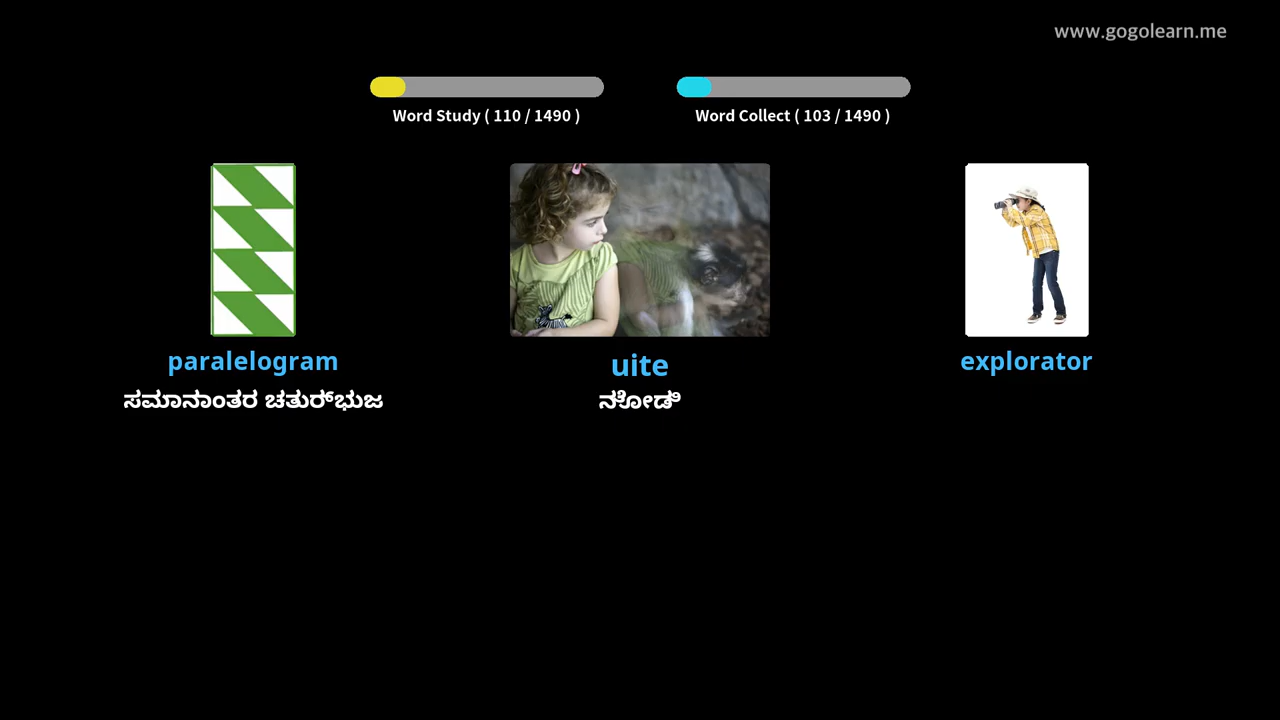 www.gogolearn.me
Word Study ( 110 / 1490 )
Word Collect ( 103 / 1490 )
paralelogram
uite
explorator
ಸಮಾನಾಂತರ ಚತುರ್ಭುಜ
ನೋಡಿ